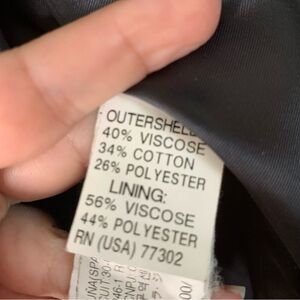 OUTERSHELL
40% VISCOSE
34% COTTON
26% POLYESTER
LINING:
56% VISCOSE
44% POLYESTER
RN (USA) 77302